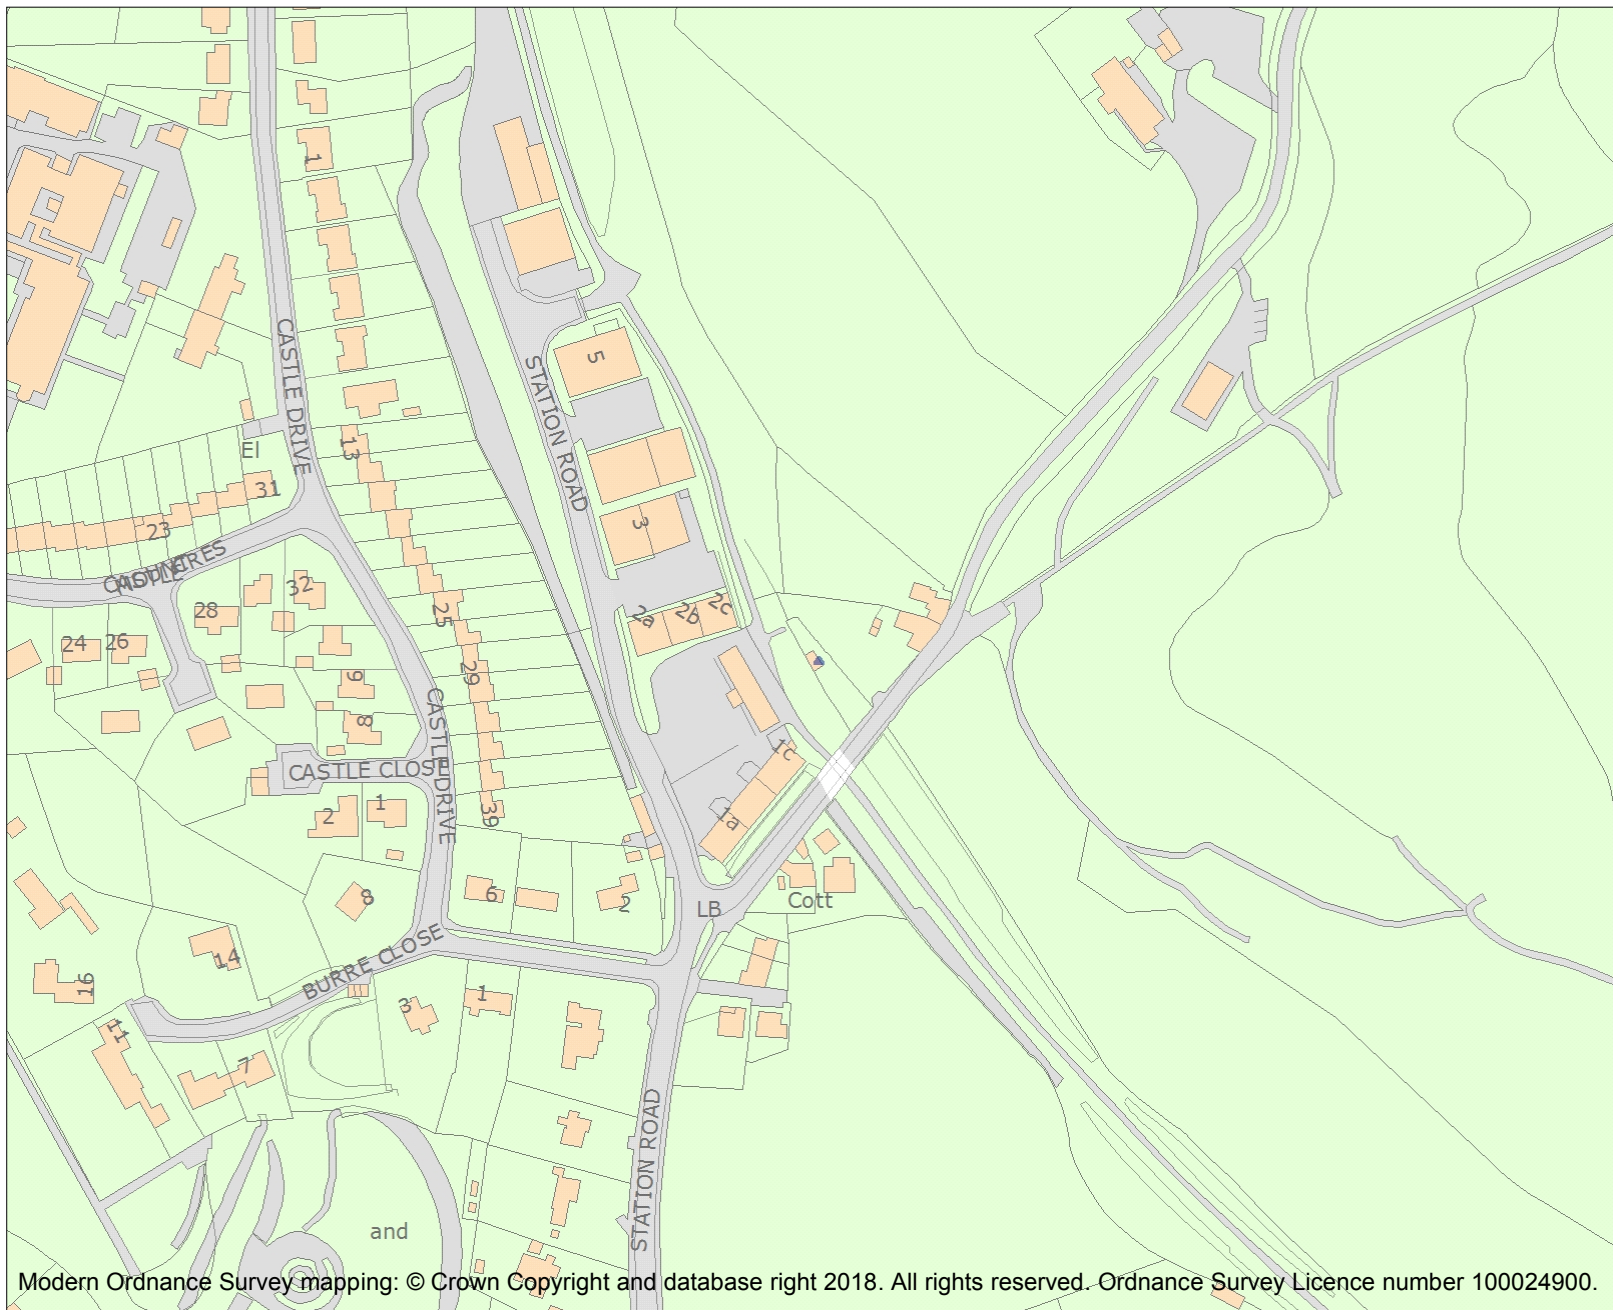 1
CASTLE DRIVE
5
STATION ROAD
13
El
31
23
3
CASTLE
32
28
2a
2b
2c
25
24
26
9
29
8
CASTLE DRIVE
1c
CASTLE CLOSE
1
2
39
1a
8
6
2
LB
Cott
BURRE CLOSE
14
16
3
1
11
7
STATION ROAD
and
Modern Ordnance Survey mapping: © Crown Copyright and database right 2018. All rights reserved. Ordnance Survey Licence number 100024900.